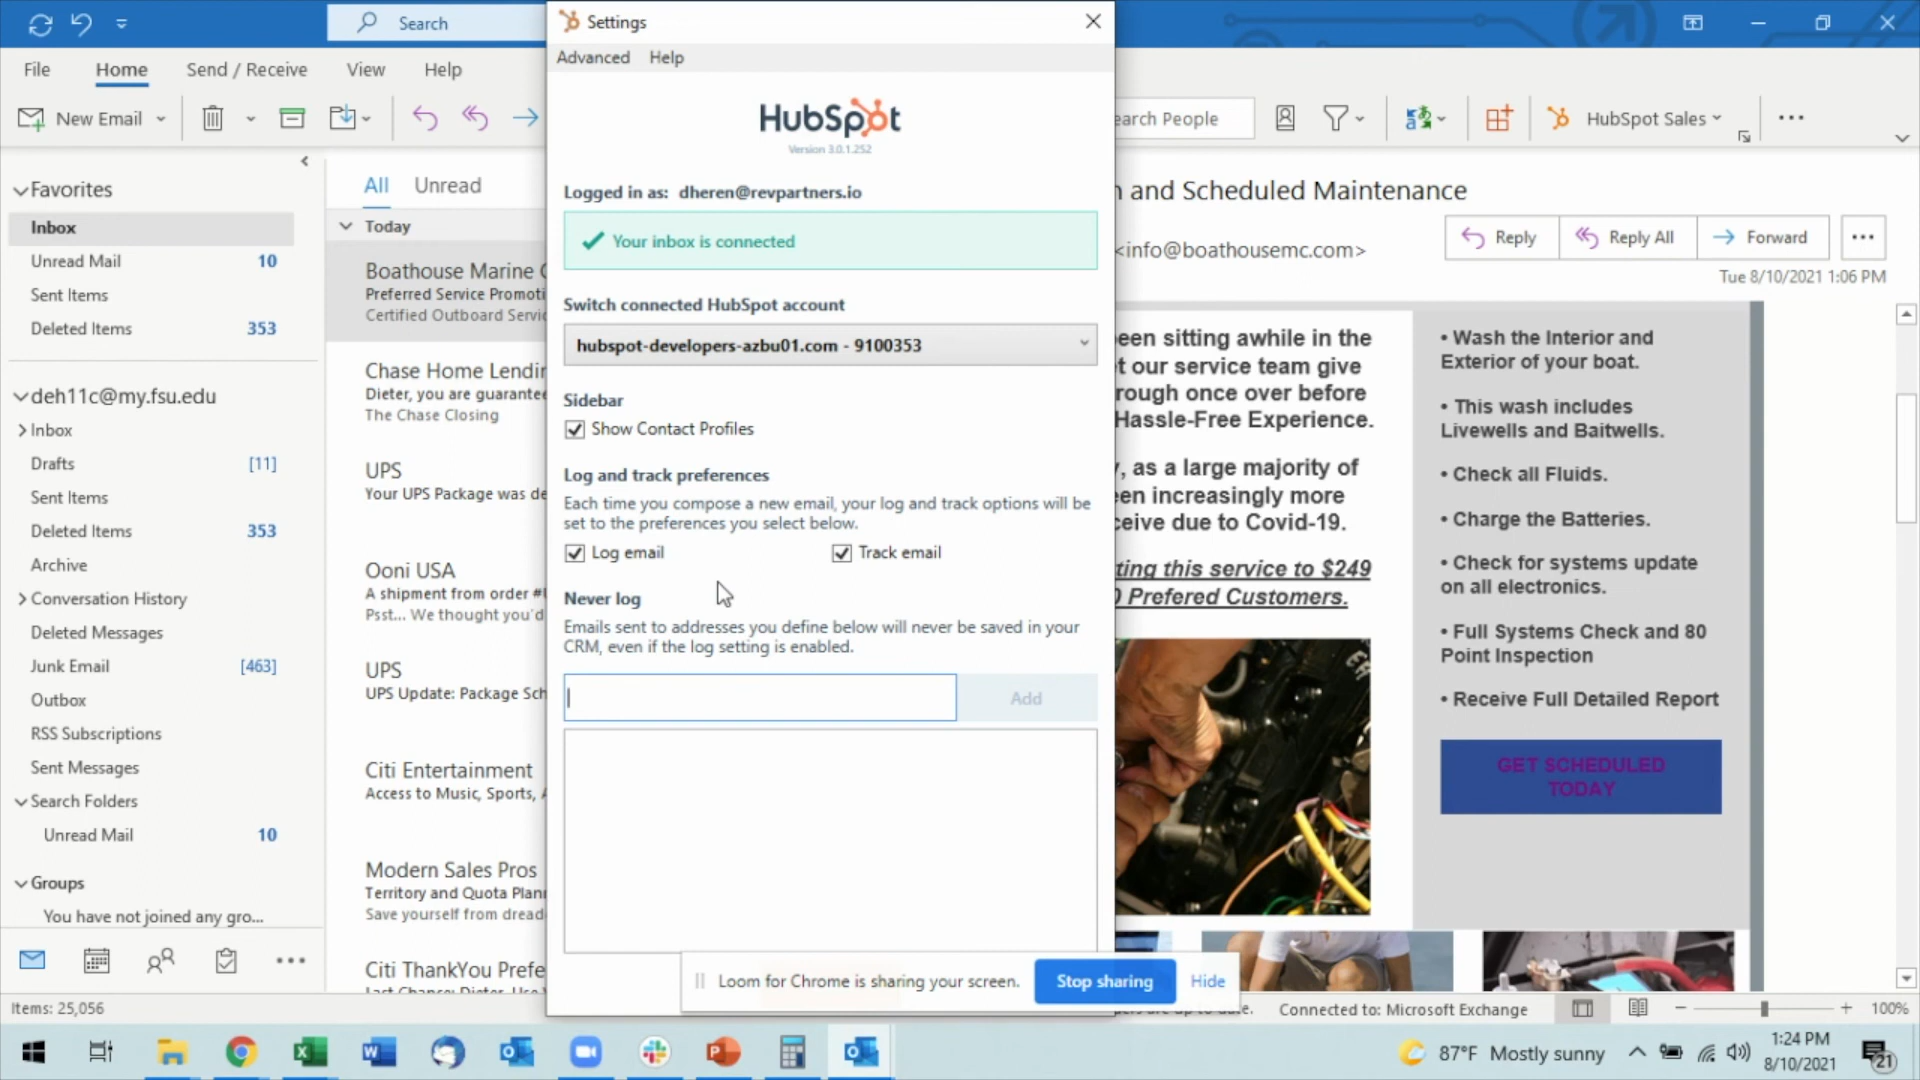 Search
File
Home
Send / Receive
View
Help
New Email
earch People
HubSpot Sales
Favorites
Inbox
Unread Mail 10
Sent Items
Deleted Items 353
deh11c@my.fsu.edu
Inbox
Drafts [11]
Sent Items
Deleted Items 353
Archive
Conversation History
Deleted Messages
Junk Email [463]
Outbox
RSS Subscriptions
Sent Messages
Search Folders
Unread Mail 10
Groups
You have not joined any gro...
Items: 25,056
All Unread
Today
Boathouse Marine C
Preferred Service Promoti
Certified Outboard Servic
Chase Home Lendin
Dieter, you are guarantee
The Chase Closing
UPS
Your UPS Package was de
Ooni USA
A shipment from order #
Psst... We thought you'd
UPS
UPS Update: Package Sch
Citi Entertainment
Access to Music, Sports, A
Modern Sales Pros
Territory and Quota Plann
Save yourself from dread
Citi ThankYou Prefe
Settings
Advanced Help
HubSpot
Version 3.0.1.252
Logged in as: dheren@revpartners.io
Your inbox is connected
Switch connected HubSpot account
hubspot-developers-azbu01.com - 9100353
Sidebar
Show Contact Profiles
Log and track preferences
Each time you compose a new email, your log and track options will be
set to the preferences you select below.
Log email Track email
Never log
Emails sent to addresses you define below will never be saved in your
CRM, even if the log setting is enabled.
Add
Loom for Chrome is sharing your screen. Stop sharing Hide
n and Scheduled Maintenance
<info@boathousemc.com>
Reply Reply All Forward
Tue 8/10/2021 1:06 PM
een sitting awhile in the
t our service team give
rough once over before
Hassle-Free Experience.
y, as a large majority of
en increasingly more
ceive due to Covid-19.
ting this service to $249
0 Prefered Customers.
• Wash the Interior and
Exterior of your boat.
• This wash includes
Livewells and Baitwells.
• Check all Fluids.
• Charge the Batteries.
• Check for systems update
on all electronics.
• Full Systems Check and 80
Point Inspection
• Receive Full Detailed Report
GET SCHEDULED
TODAY
Connected to: Microsoft Exchange
100%
87°F Mostly sunny
1:24 PM
8/10/2021
21